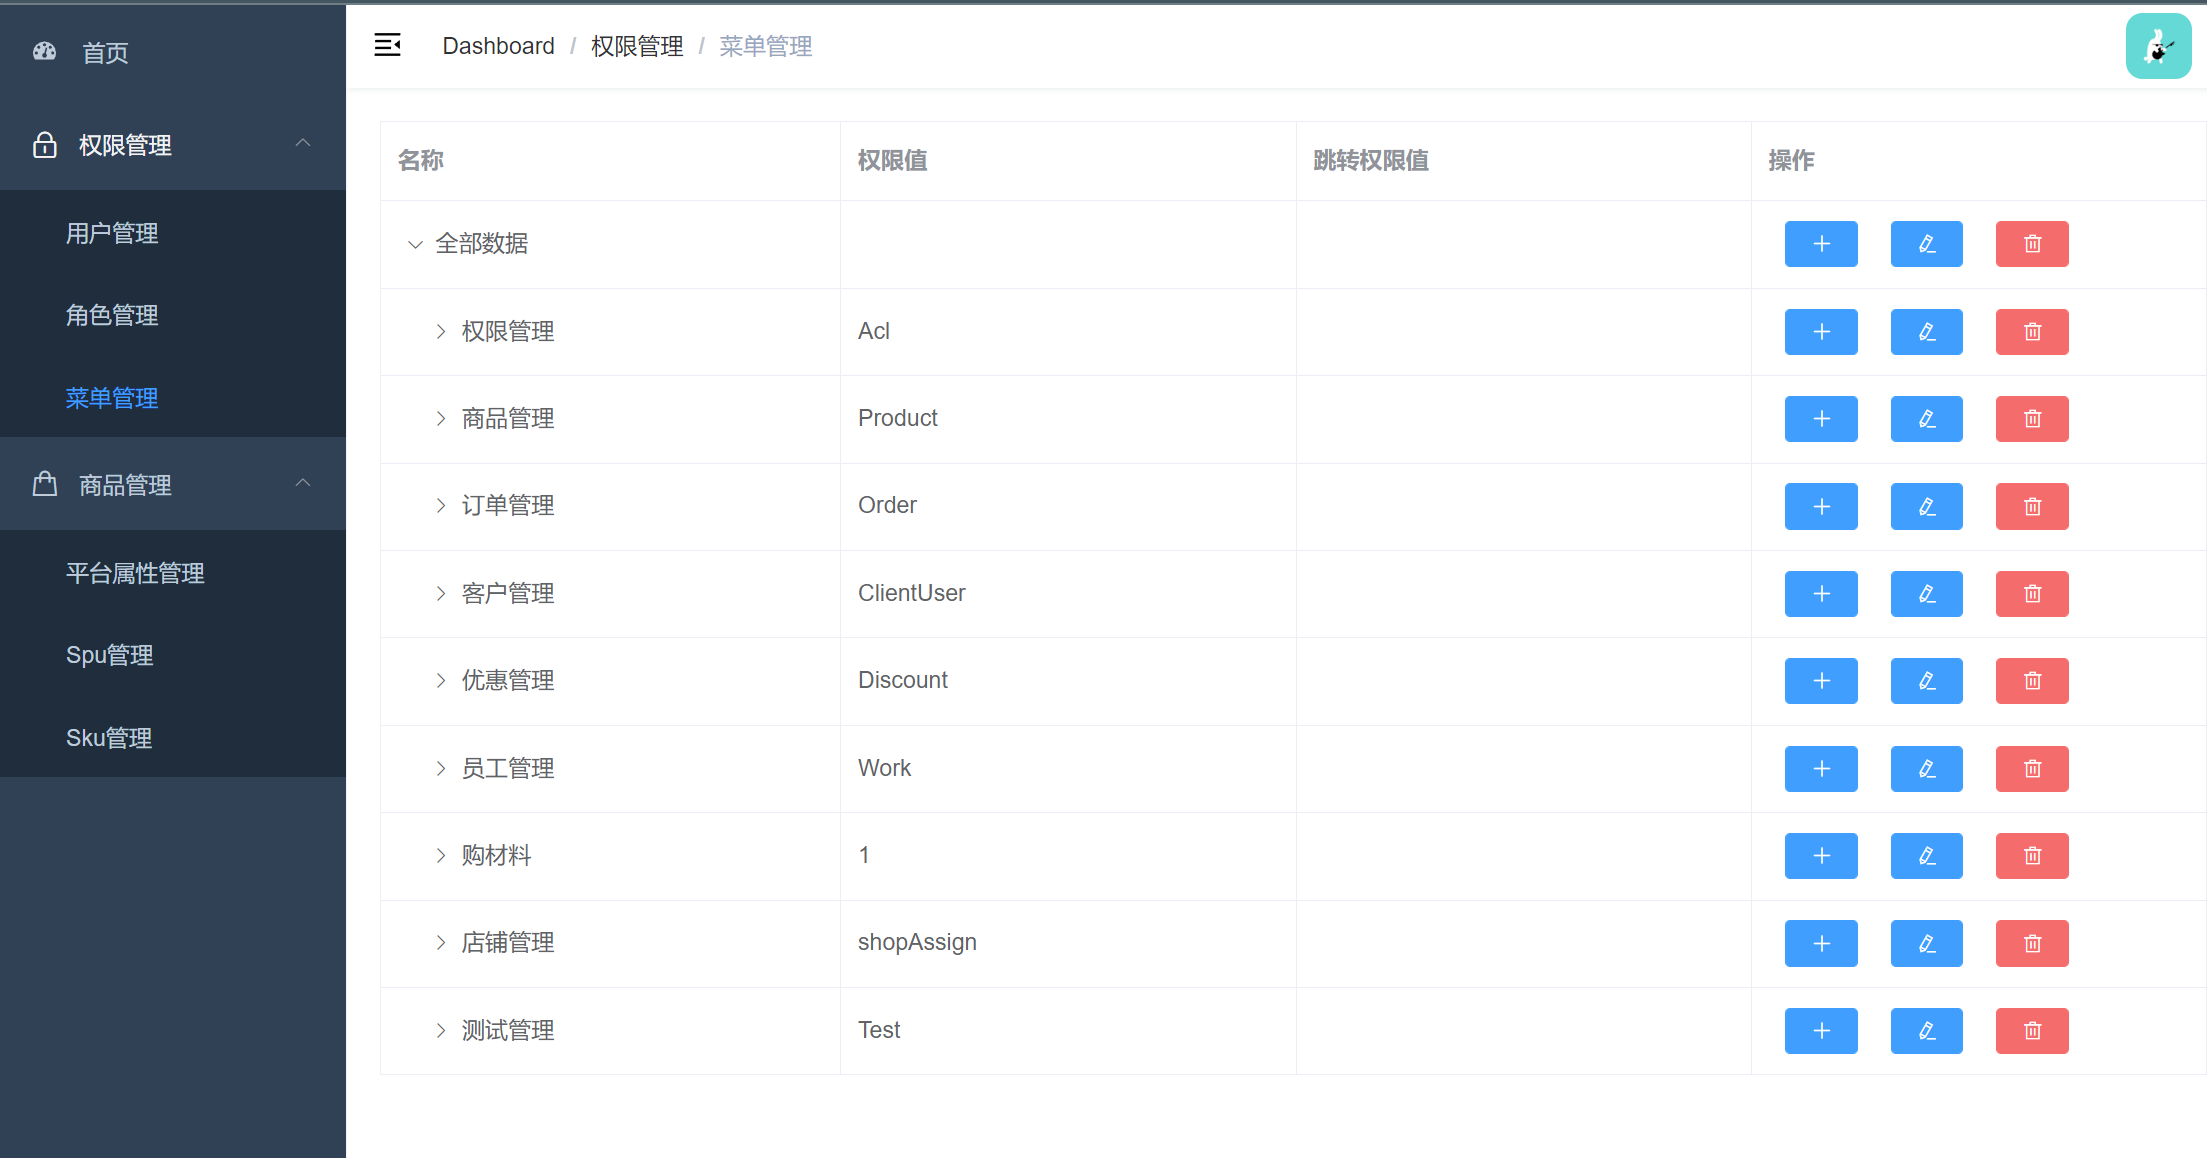 首页
权限管理
用户管理
角色管理
菜单管理
商品管理
平台属性管理
Spu管理
Sku管理
Dashboard / 权限管理 / 菜单管理
名称 权限值 跳转权限值 操作
全部数据
权限管理 Acl
商品管理 Product
订单管理 Order
客户管理 ClientUser
优惠管理 Discount
员工管理 Work
购材料 1
店铺管理 shopAssign
测试管理 Test